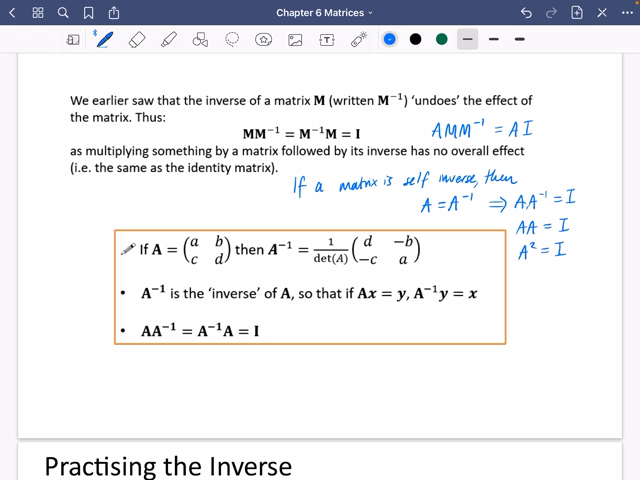 Chapter 6 Matrices
We earlier saw that the inverse of a matrix M (written M⁻¹) ‘undoes’ the effect of
the matrix. Thus:
MM⁻¹ = M⁻¹M = I
AMM⁻¹ = AI
as multiplying something by a matrix followed by its inverse has no overall effect
(i.e. the same as the identity matrix).
If a matrix is self inverse, then
A = A⁻¹ ⇒ AA⁻¹ = I
AA = I
A² = I
If A = (a b
c d) then A⁻¹ = 1/det(A) (d −b
−c a)
• A⁻¹ is the ‘inverse’ of A, so that if Ax = y, A⁻¹y = x
• AA⁻¹ = A⁻¹A = I
Practising the Inverse